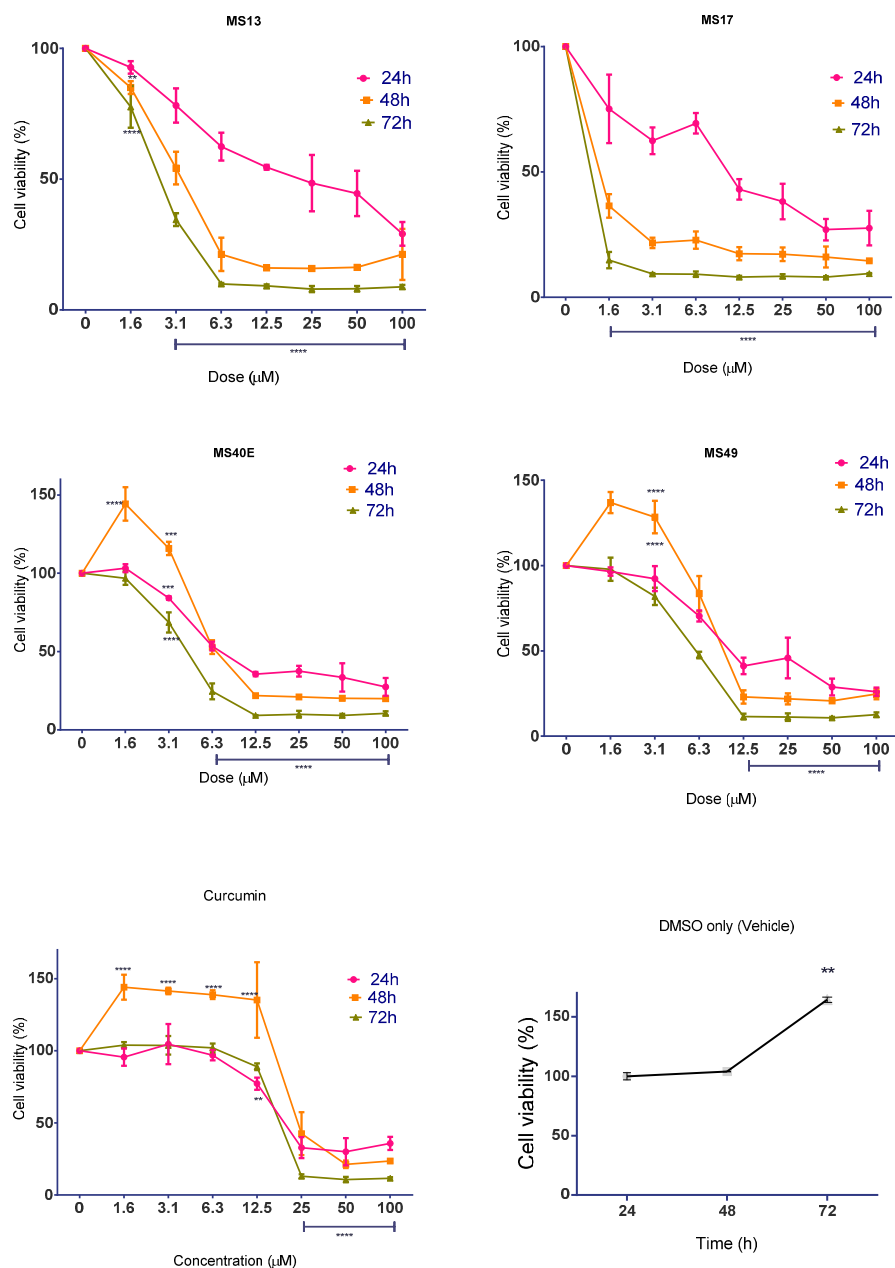 MS13
100
50
0
Cell viability (%)
24h
48h
72h
**
****
0 1.6 3.1 6.3 12.5 25 50 100
****
Dose (μM)
MS17
100
50
0
Cell viability (%)
24h
48h
72h
0 1.6 3.1 6.3 12.5 25 50 100
****
Dose (μM)
MS40E
150
100
50
0
Cell viability (%)
24h
48h
72h
****
***
***
****
0 1.6 3.1 6.3 12.5 25 50 100
****
Dose (μM)
MS49
150
100
50
0
Cell viability (%)
24h
48h
72h
****
****
0 1.6 3.1 6.3 12.5 25 50 100
****
Dose (μM)
Curcumin
150
100
50
0
Cell viability (%)
24h
48h
72h
****
****
****
****
**
0 1.6 3.1 6.3 12.5 25 50 100
****
Concentration (μM)
DMSO only (Vehicle)
150
100
50
0
Cell viability (%)
**
24 48 72
Time (h)